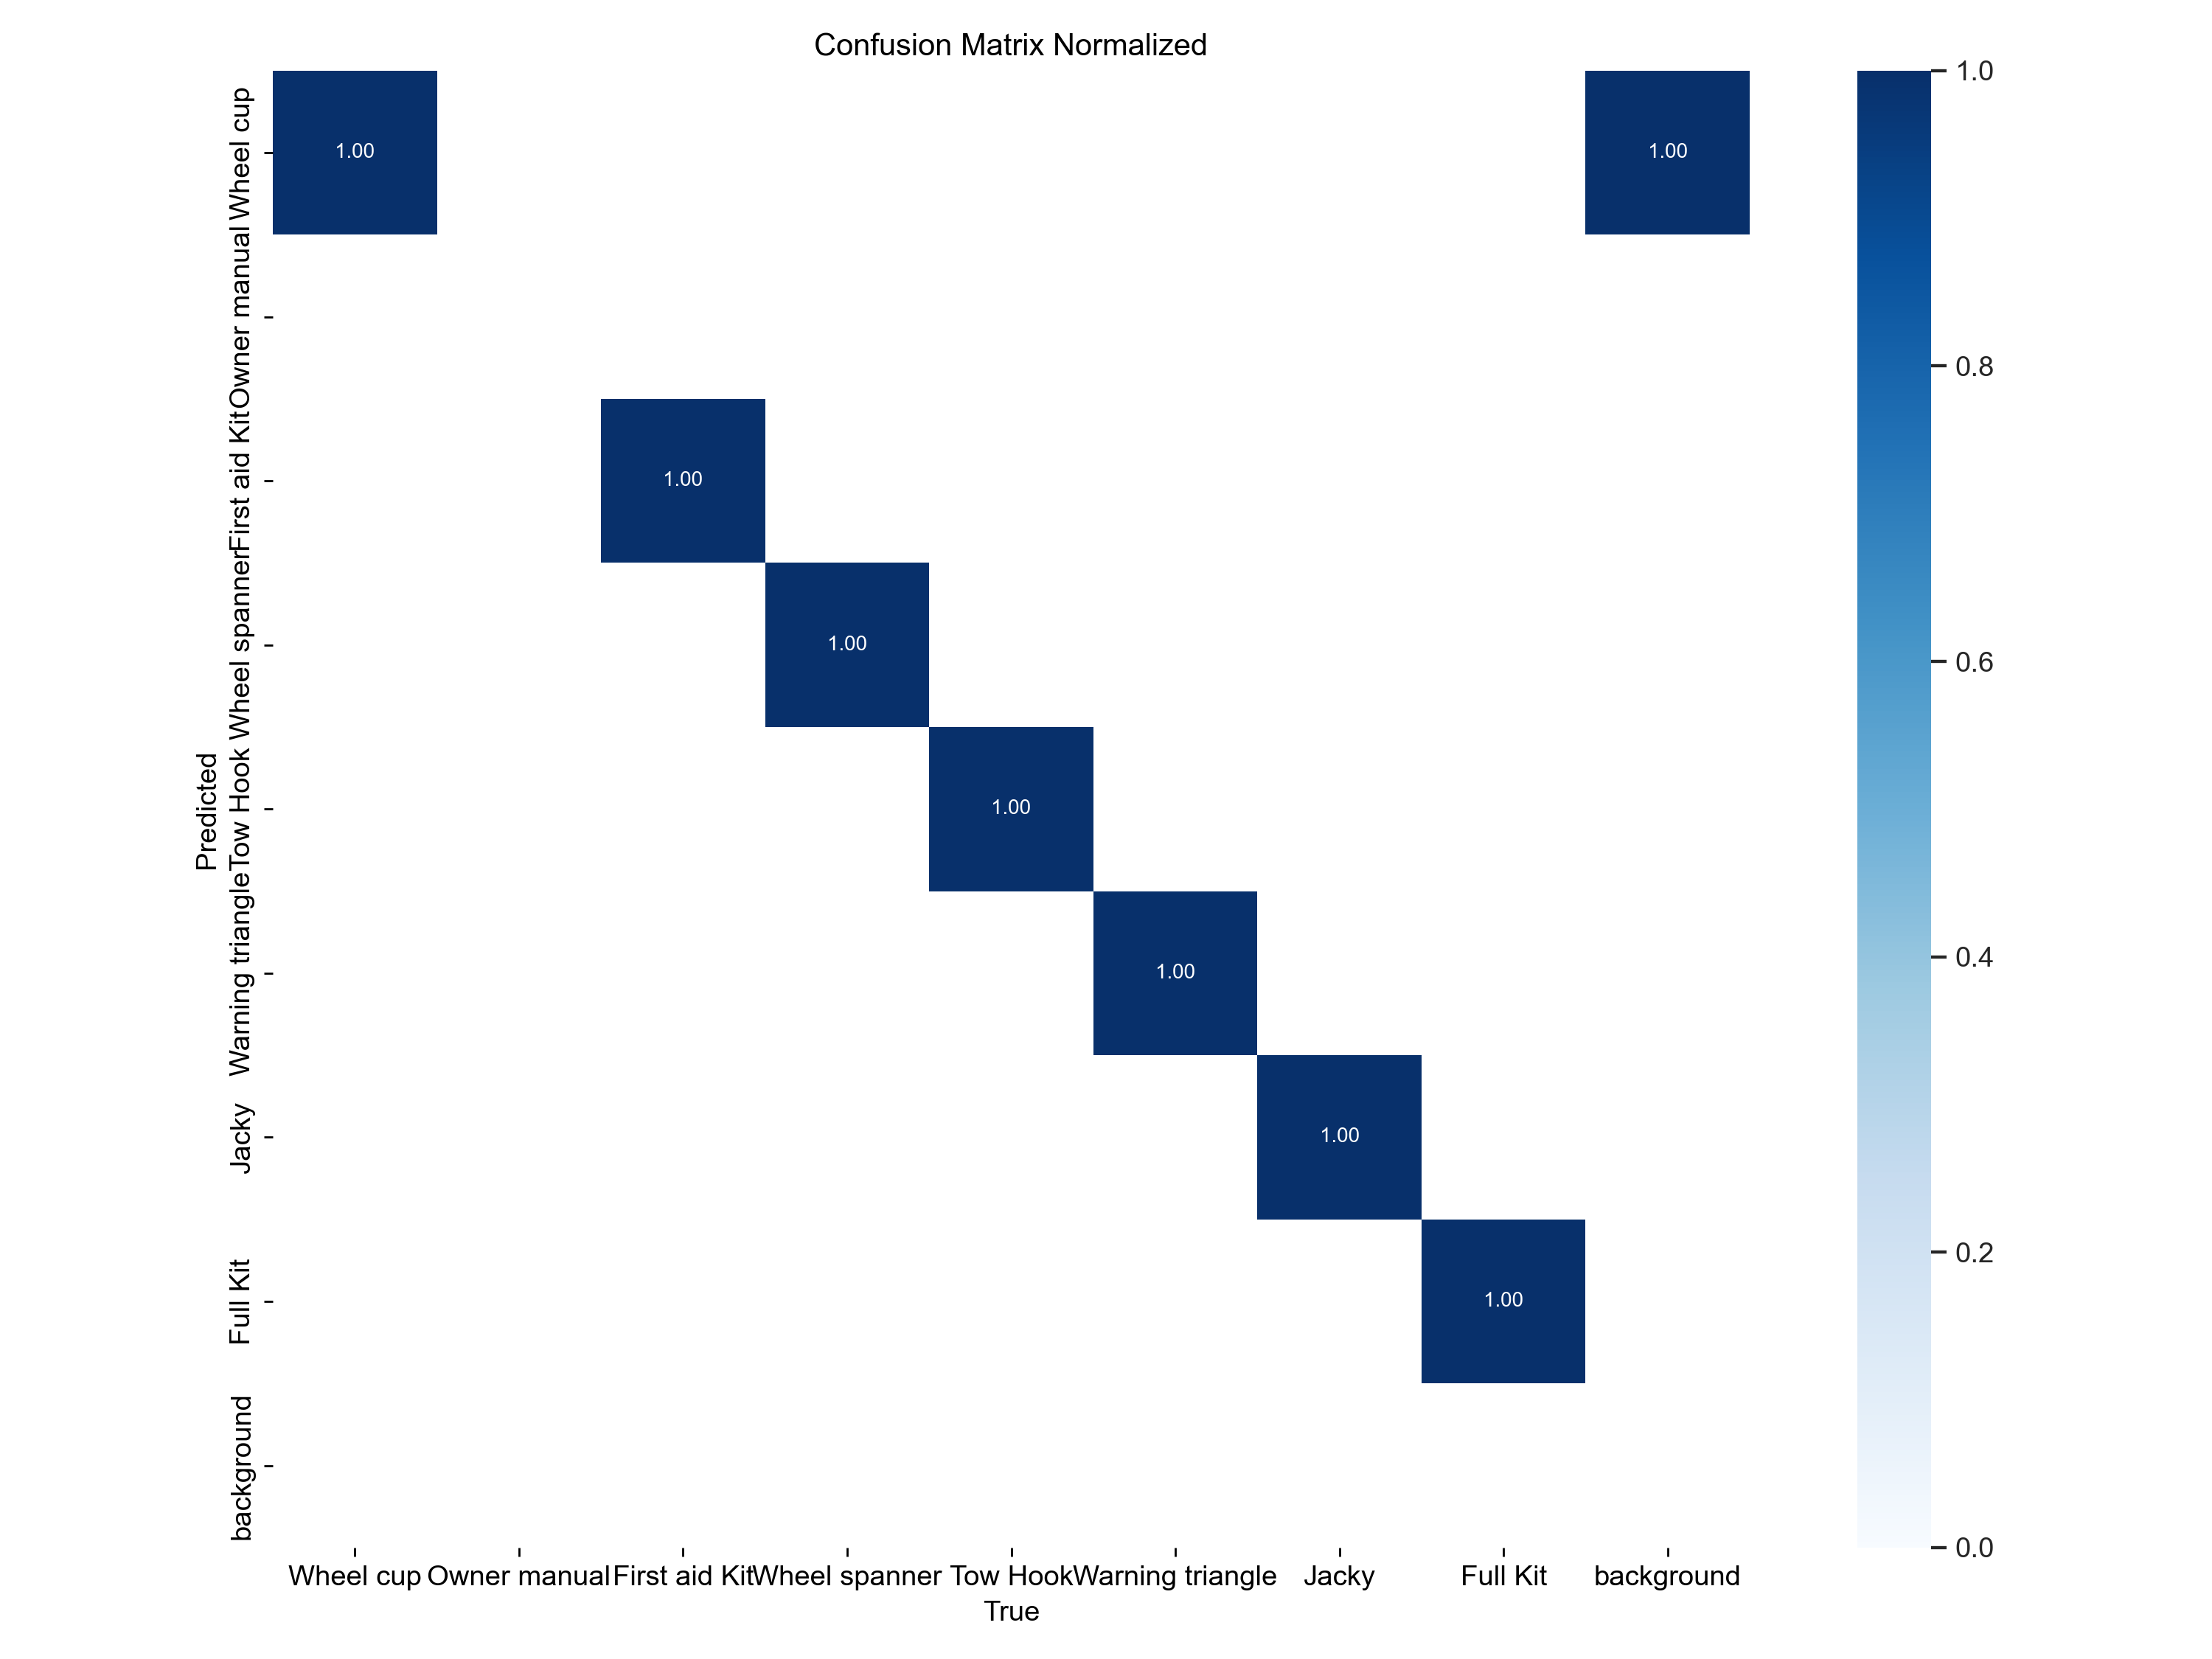 Confusion Matrix Normalized
Predicted
Wheel cup
Owner manual
First aid Kit
Wheel spanner
Tow Hook
Warning triangle
Jacky
Full Kit
background
1.00
1.00
1.00
1.00
1.00
1.00
1.00
1.00
1.0
0.8
0.6
0.4
0.2
0.0
Wheel cup Owner manual First aid Kit Wheel spanner Tow Hook Warning triangle Jacky Full Kit background
True